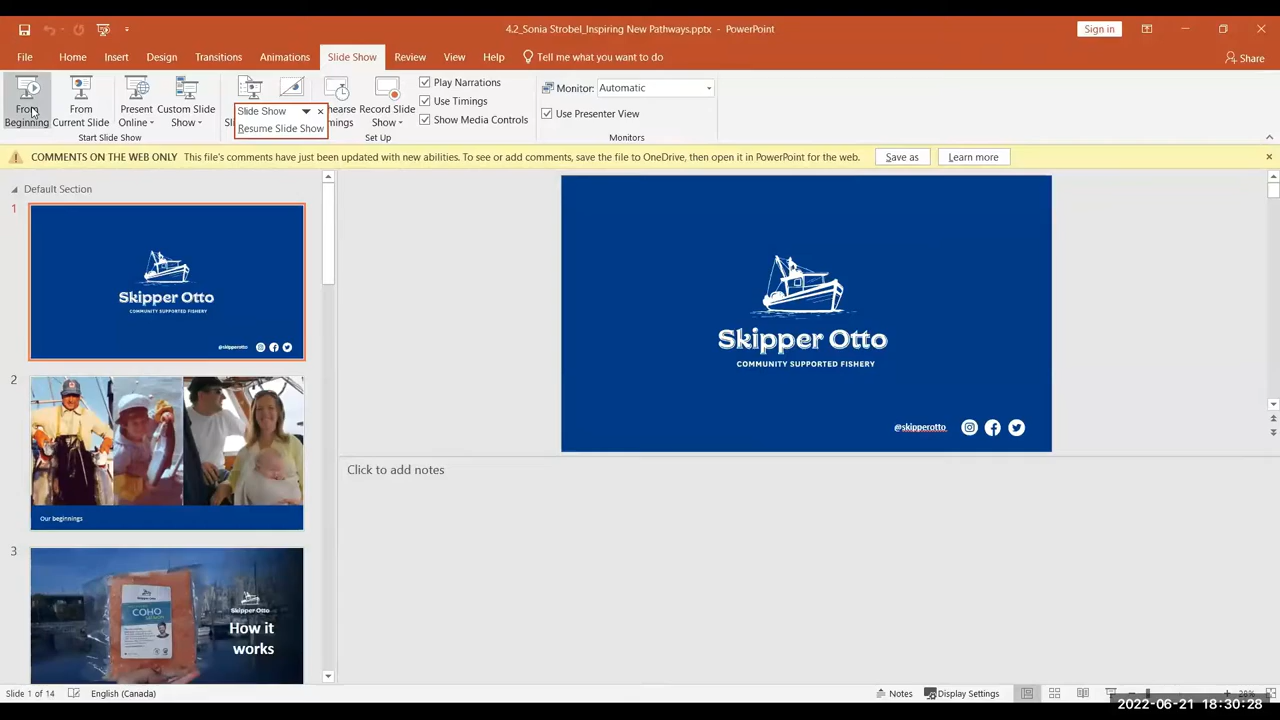 4.2_Sonia Strobel_Inspiring New Pathways.pptx - PowerPoint
Sign in
File Home Insert Design Transitions Animations Slide Show Review View Help Tell me what you want to do
Share
From Beginning
From Current Slide
Present Online
Custom Slide Show
Start Slide Show
Slide Show
Resume Slide Show
Record Slide Show
Set Up
Play Narrations
Use Timings
Show Media Controls
Monitor: Automatic
Use Presenter View
Monitors
COMMENTS ON THE WEB ONLY This file's comments have just been updated with new abilities. To see or add comments, save the file to OneDrive, then open it in PowerPoint for the web. Save as Learn more
Default Section
1
Skipper Otto
COMMUNITY SUPPORTED FISHERY
@skipperotto
2
Our beginnings
3
COHO
Skipper Otto
How it
works
Skipper Otto
COMMUNITY SUPPORTED FISHERY
@skipperotto
Click to add notes
Slide 1 of 14 English (Canada) Notes Display Settings
2022-06-21 18:30:28